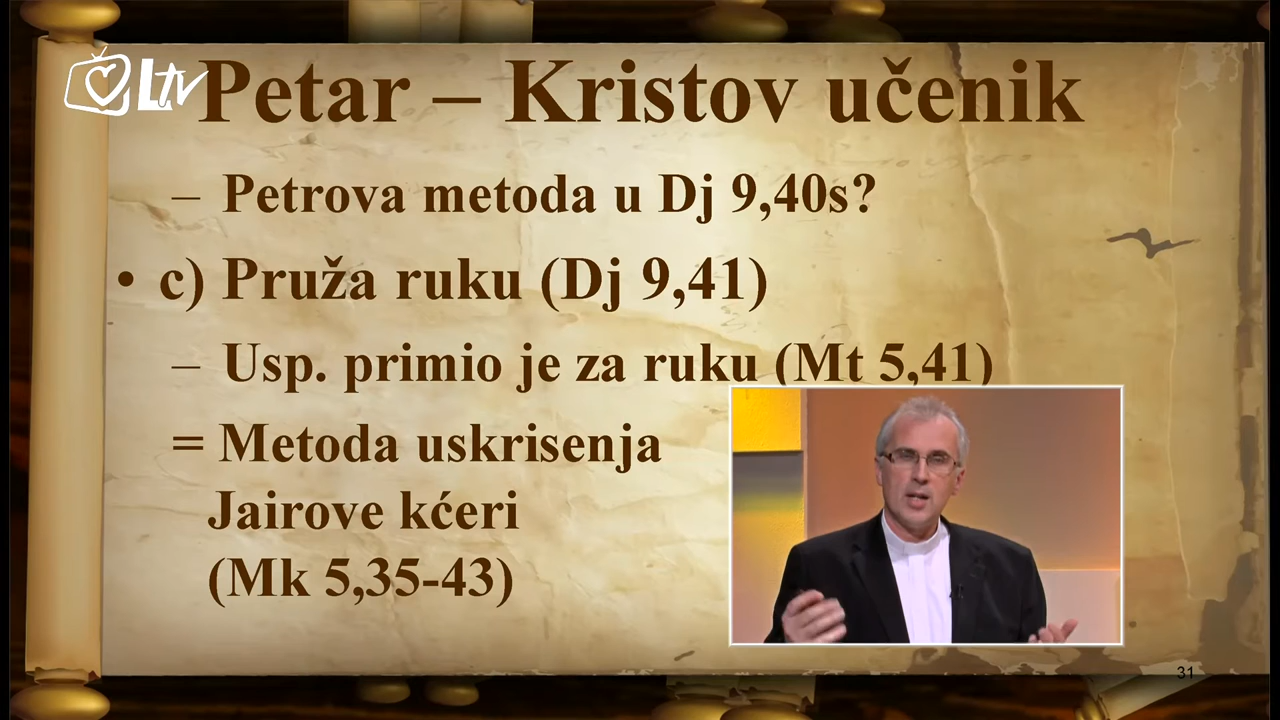 Ltv
Petar – Kristov učenik
– Petrova metoda u Dj 9,40s?
• c) Pruža ruku (Dj 9,41)
– Usp. primio je za ruku (Mt 5,41)
= Metoda uskrisenja
Jairove kćeri
(Mk 5,35-43)
31